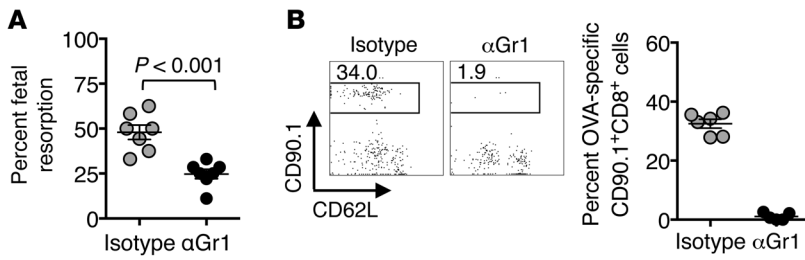 A
Percent fetal
resorption
100
75
50
25
0
P < 0.001
Isotype αGr1
B
Isotype
αGr1
34.0
1.9
CD90.1
CD62L
Percent OVA-specific
CD90.1+CD8+ cells
60
40
20
0
Isotype αGr1